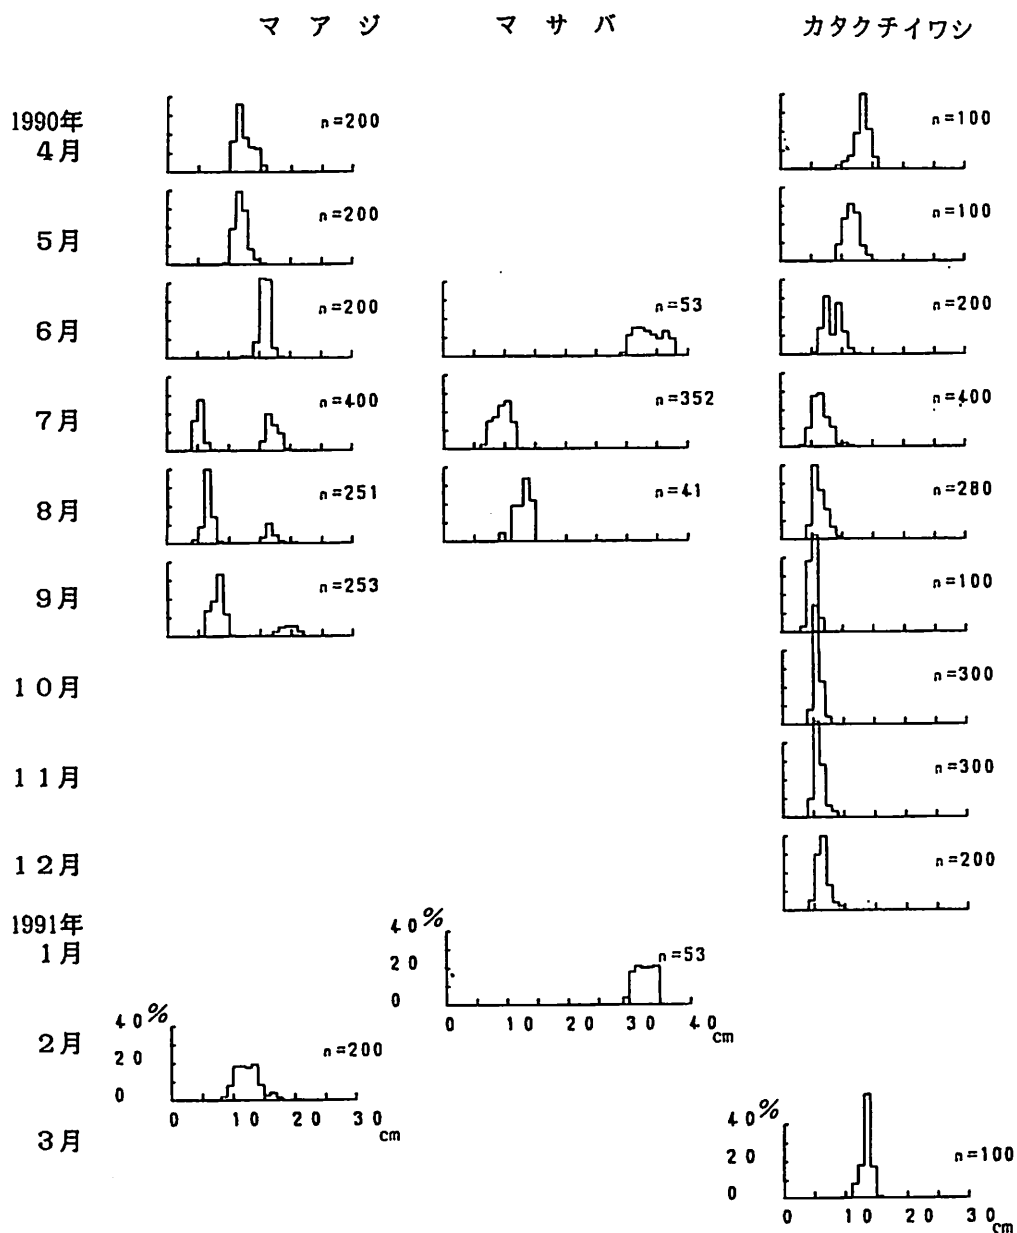 マアジ マサバ カタクチイワシ
1990年
4月 n=200 n=100
5月 n=200 n=100
6月 n=200 n=53 n=200
7月 n=400 n=352 n=400
8月 n=251 n=41 n=280
9月 n=253 n=100
10月 n=300
11月 n=300
12月 n=200
1991年
1月
40%
20 n=53
0
0 10 20 30 40 cm
2月
40%
20 n=200
0
0 10 20 30 cm
3月
40%
20 n=100
0
0 10 20 30 cm